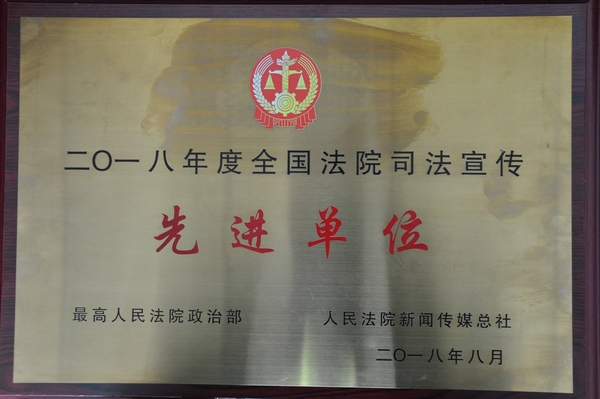 二〇一八年度全国法院司法宣传
先进单位
最高人民法院政治部 人民法院新闻传媒总社
二〇一八年八月